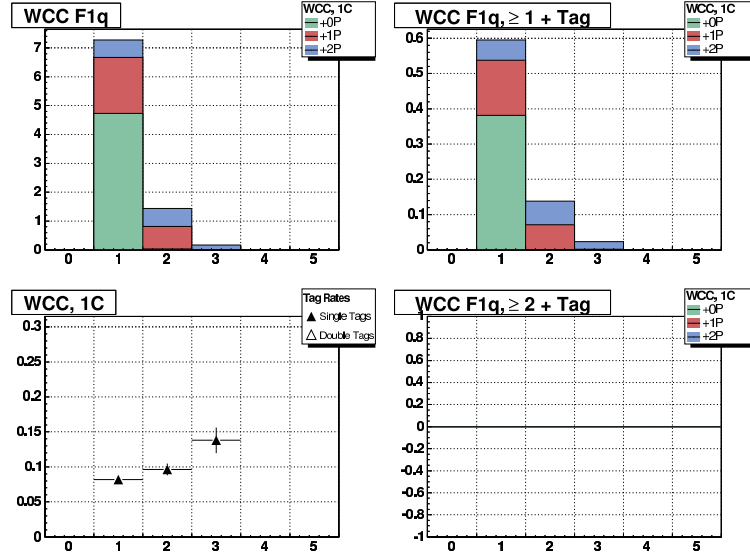 WCC F1q
WCC, 1C
+0P
+1P
+2P
7
6
5
4
3
2
1
0
0 1 2 3 4 5
WCC F1q, ≥ 1 + Tag
WCC, 1C
+0P
+1P
+2P
0.6
0.5
0.4
0.3
0.2
0.1
0
0 1 2 3 4 5
WCC, 1C
Tag Rates
Single Tags
Double Tags
0.3
0.25
0.2
0.15
0.1
0.05
0
0 1 2 3 4 5
WCC F1q, ≥ 2 + Tag
WCC, 1C
+0P
+1P
+2P
1
0.8
0.6
0.4
0.2
0
-0.2
-0.4
-0.6
-0.8
-1
0 1 2 3 4 5